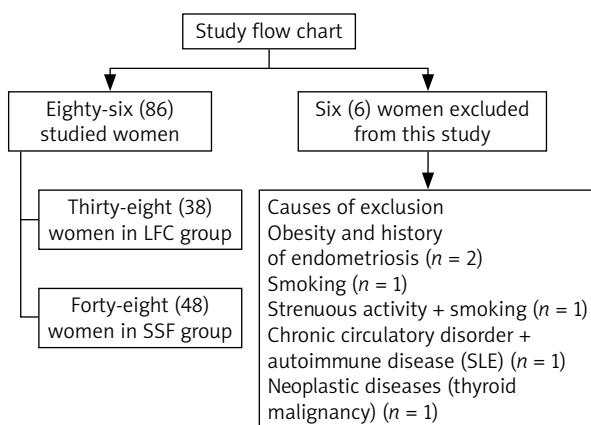 Study flow chart
Eighty-six (86)
studied women
Six (6) women excluded
from this study
Thirty-eight (38)
women in LFC group
Forty-eight (48)
women in SSF group
Causes of exclusion
Obesity and history
of endometriosis (n = 2)
Smoking (n = 1)
Strenuous activity + smoking (n = 1)
Chronic circulatory disorder +
autoimmune disease (SLE) (n = 1)
Neoplastic diseases (thyroid
malignancy) (n = 1)